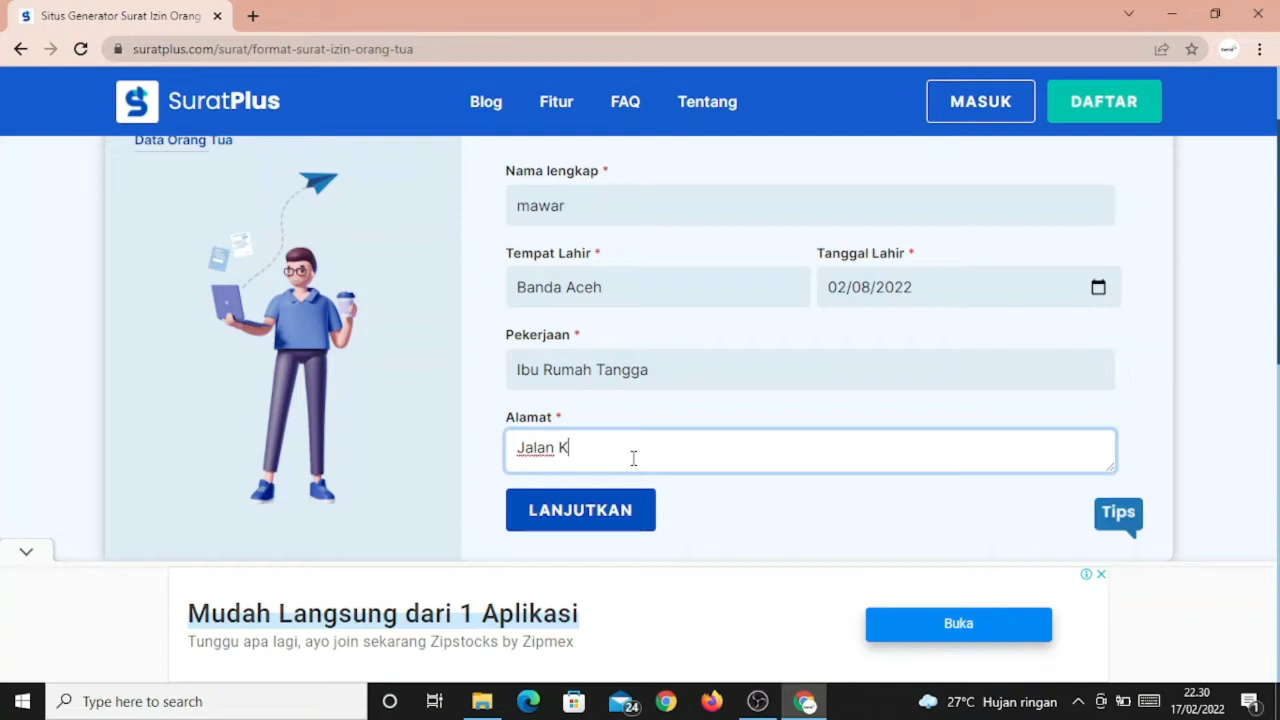 Situs Generator Surat Izin Orang
suratplus.com/surat/format-surat-izin-orang-tua
SuratPlus
Blog
Fitur
FAQ
Tentang
MASUK
DAFTAR
Data Orang Tua
Nama lengkap *
mawar
Tempat Lahir *
Tanggal Lahir *
Banda Aceh
02/08/2022
Pekerjaan *
Ibu Rumah Tangga
Alamat *
Jalan K
LANJUTKAN
Tips
Mudah Langsung dari 1 Aplikasi
Tunggu apa lagi, ayo join sekarang Zipstocks by Zipmex
Buka
Type here to search
24
27°C Hujan ringan
22.30
17/02/2022
1